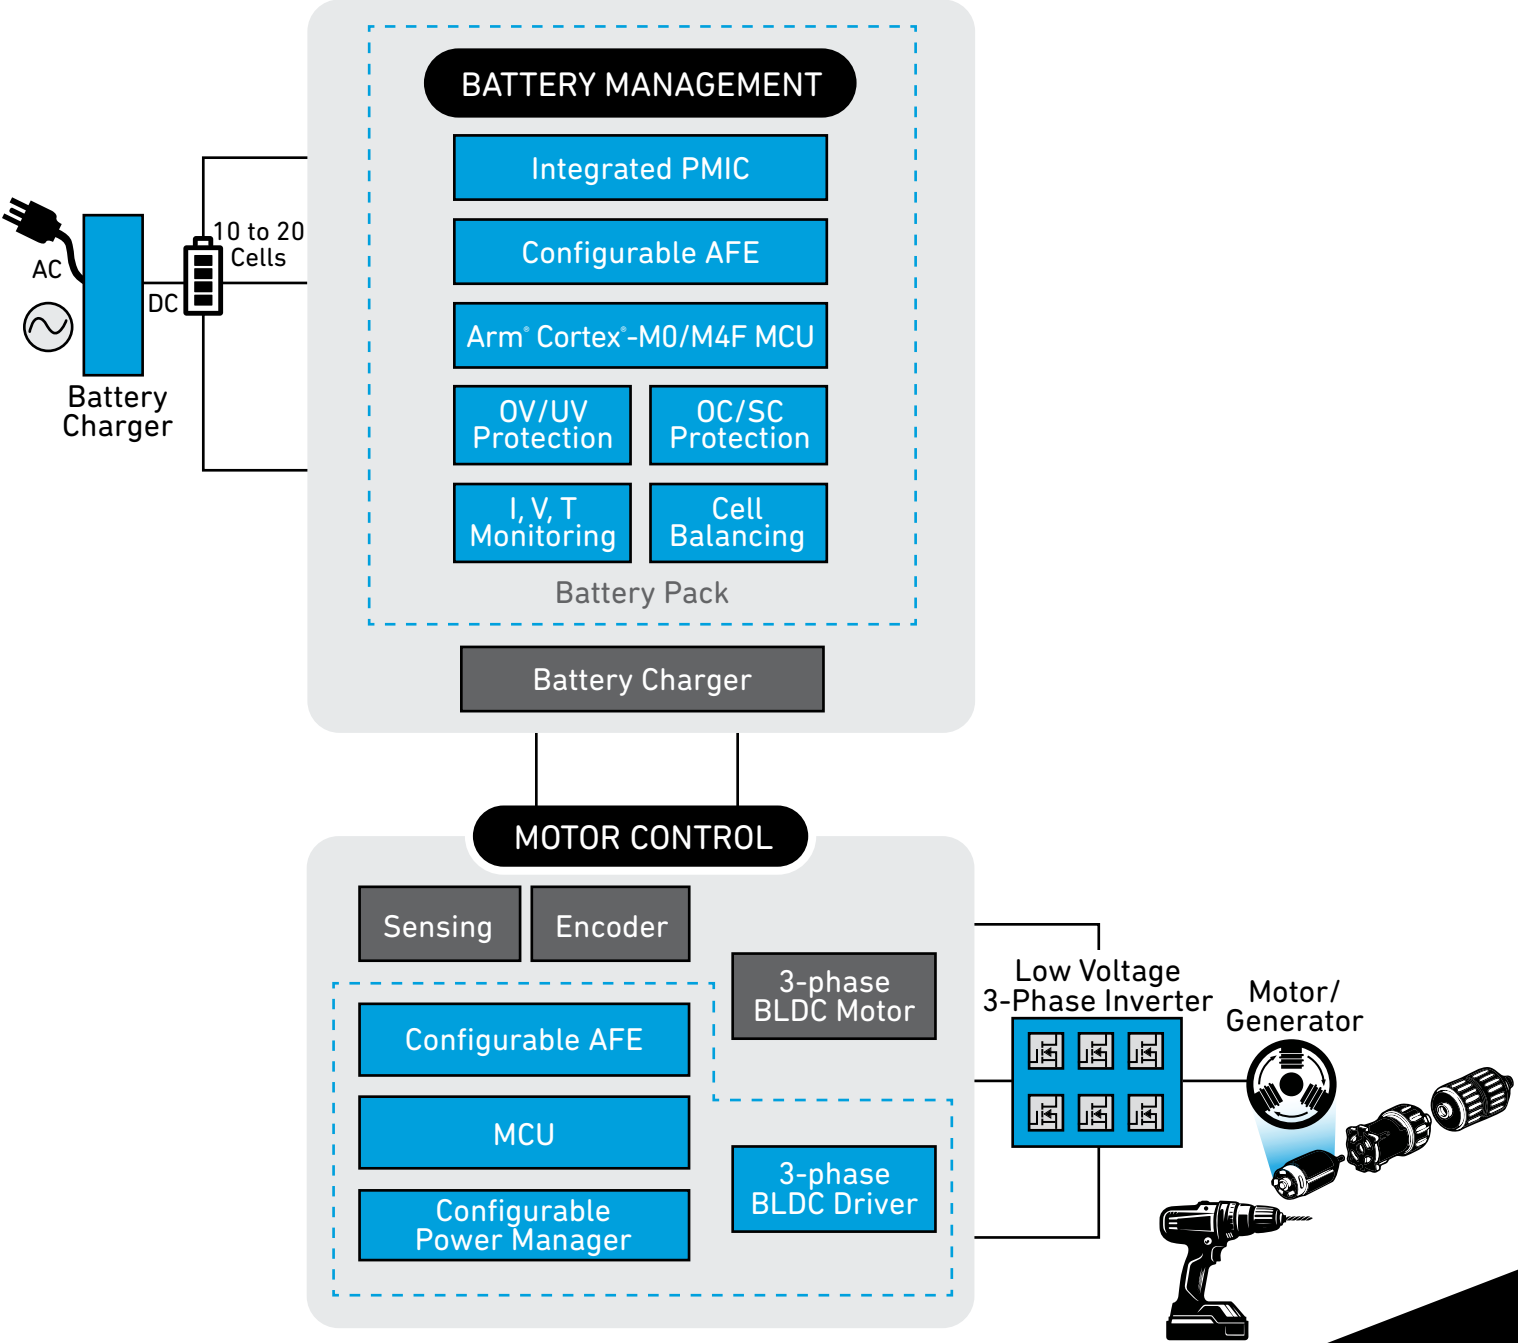 BATTERY MANAGEMENT
Integrated PMIC
Configurable AFE
Arm® Cortex®-M0/M4F MCU
OV/UV
Protection
OC/SC
Protection
I, V, T
Monitoring
Cell
Balancing
Battery Pack
Battery Charger
10 to 20
Cells
AC
DC
Battery
Charger
MOTOR CONTROL
Sensing
Encoder
3-phase
BLDC Motor
Configurable AFE
MCU
Configurable
Power Manager
3-phase
BLDC Driver
Low Voltage
3-Phase Inverter
Motor/
Generator